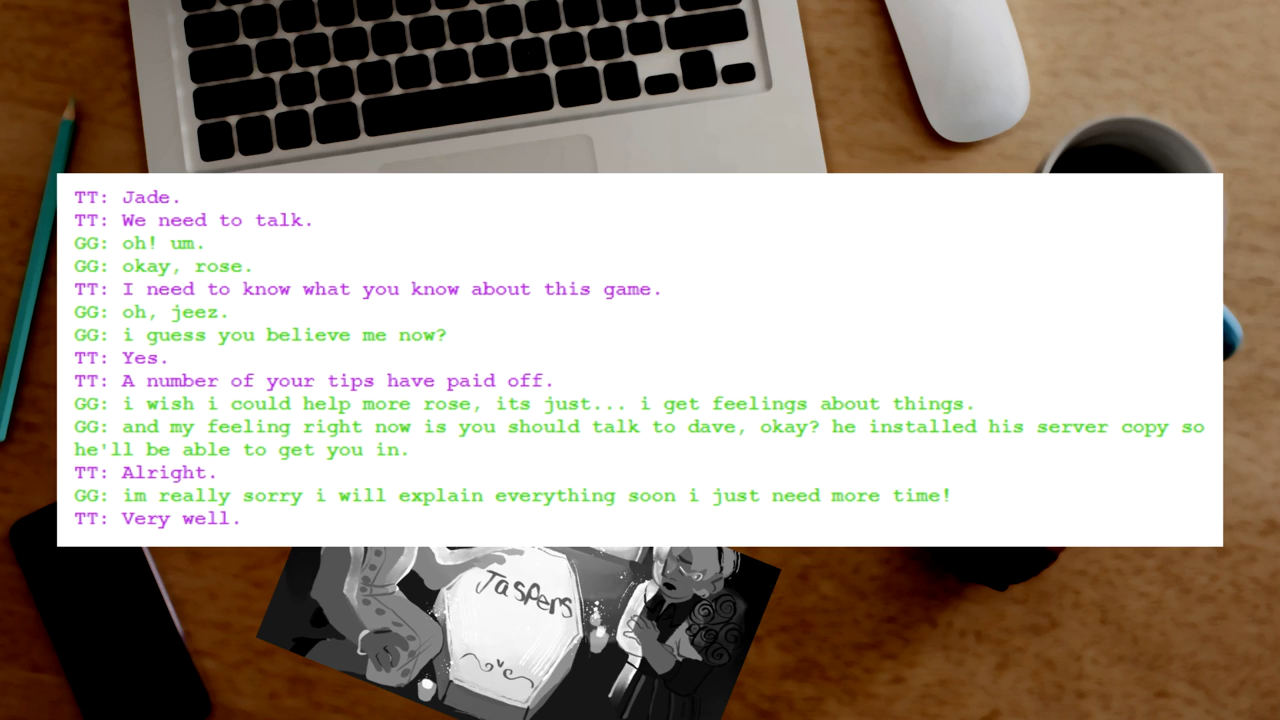 TT: Jade.
TT: We need to talk.
GG: oh! um.
GG: okay, rose.
TT: I need to know what you know about this game.
GG: oh, jeez.
GG: i guess you believe me now?
TT: Yes.
TT: A number of your tips have paid off.
GG: i wish i could help more rose, its just... i get feelings about things.
GG: and my feeling right now is you should talk to dave, okay? he installed his server copy so
he'll be able to get you in.
TT: Alright.
GG: im really sorry i will explain everything soon i just need more time!
TT: Very well.
Jaspers